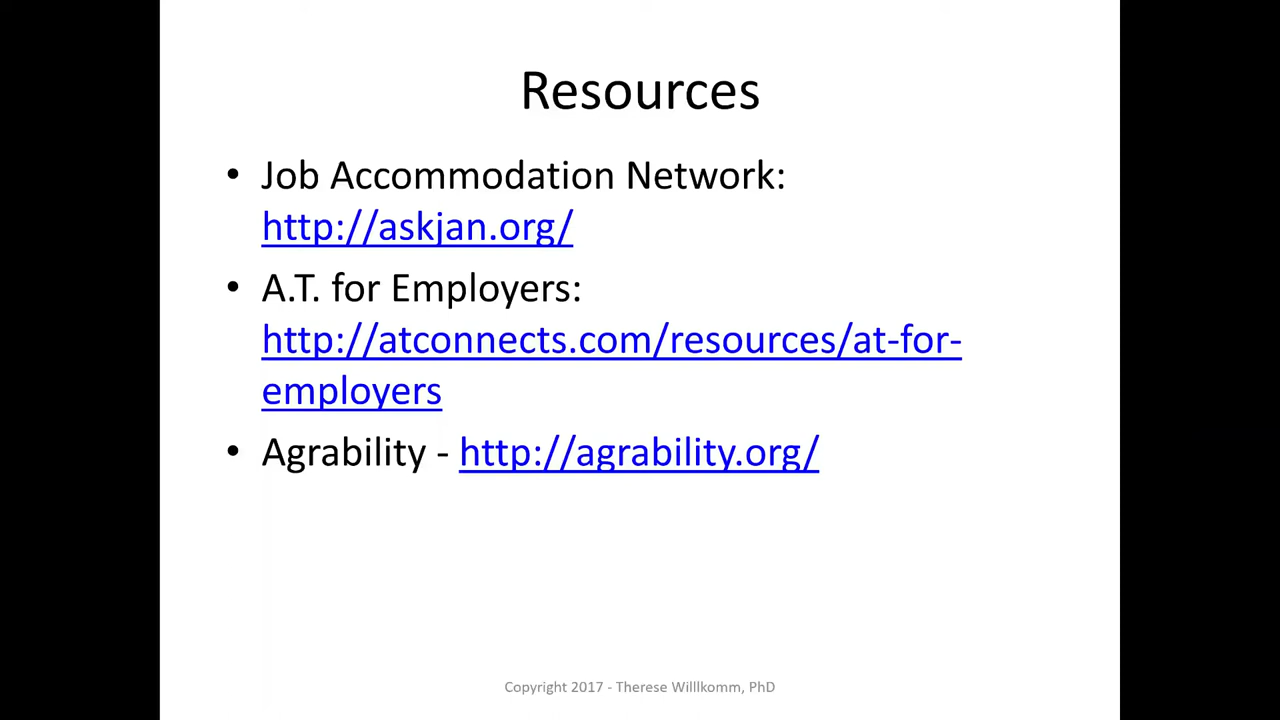 Resources
• Job Accommodation Network:
http://askjan.org/
• A.T. for Employers:
http://atconnects.com/resources/at-for-
employers
• Agrability - http://agrability.org/
Copyright 2017 - Therese Willlkomm, PhD